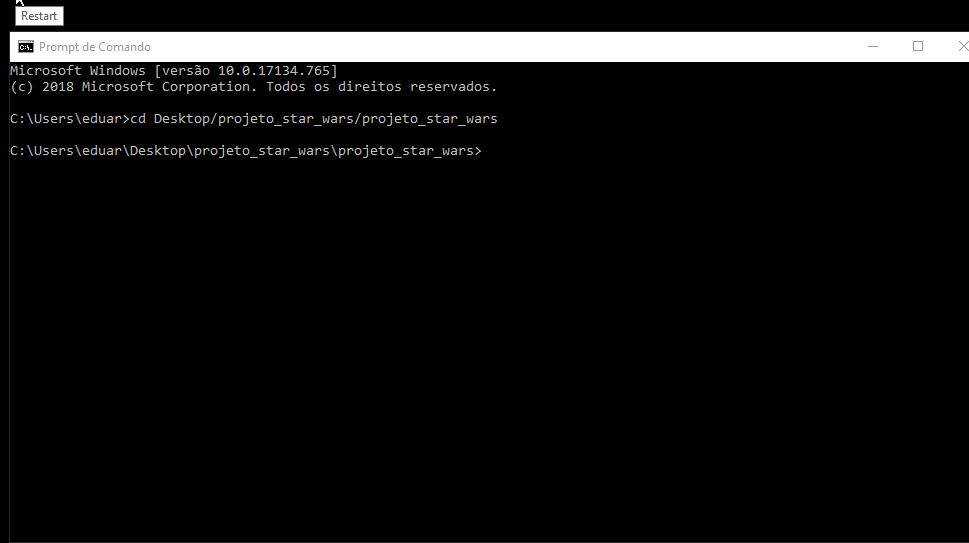 Restart
Prompt de Comando
Microsoft Windows [versão 10.0.17134.765]
(c) 2018 Microsoft Corporation. Todos os direitos reservados.
C:\Users\eduar>cd Desktop/projeto_star_wars/projeto_star_wars
C:\Users\eduar\Desktop\projeto_star_wars\projeto_star_wars>